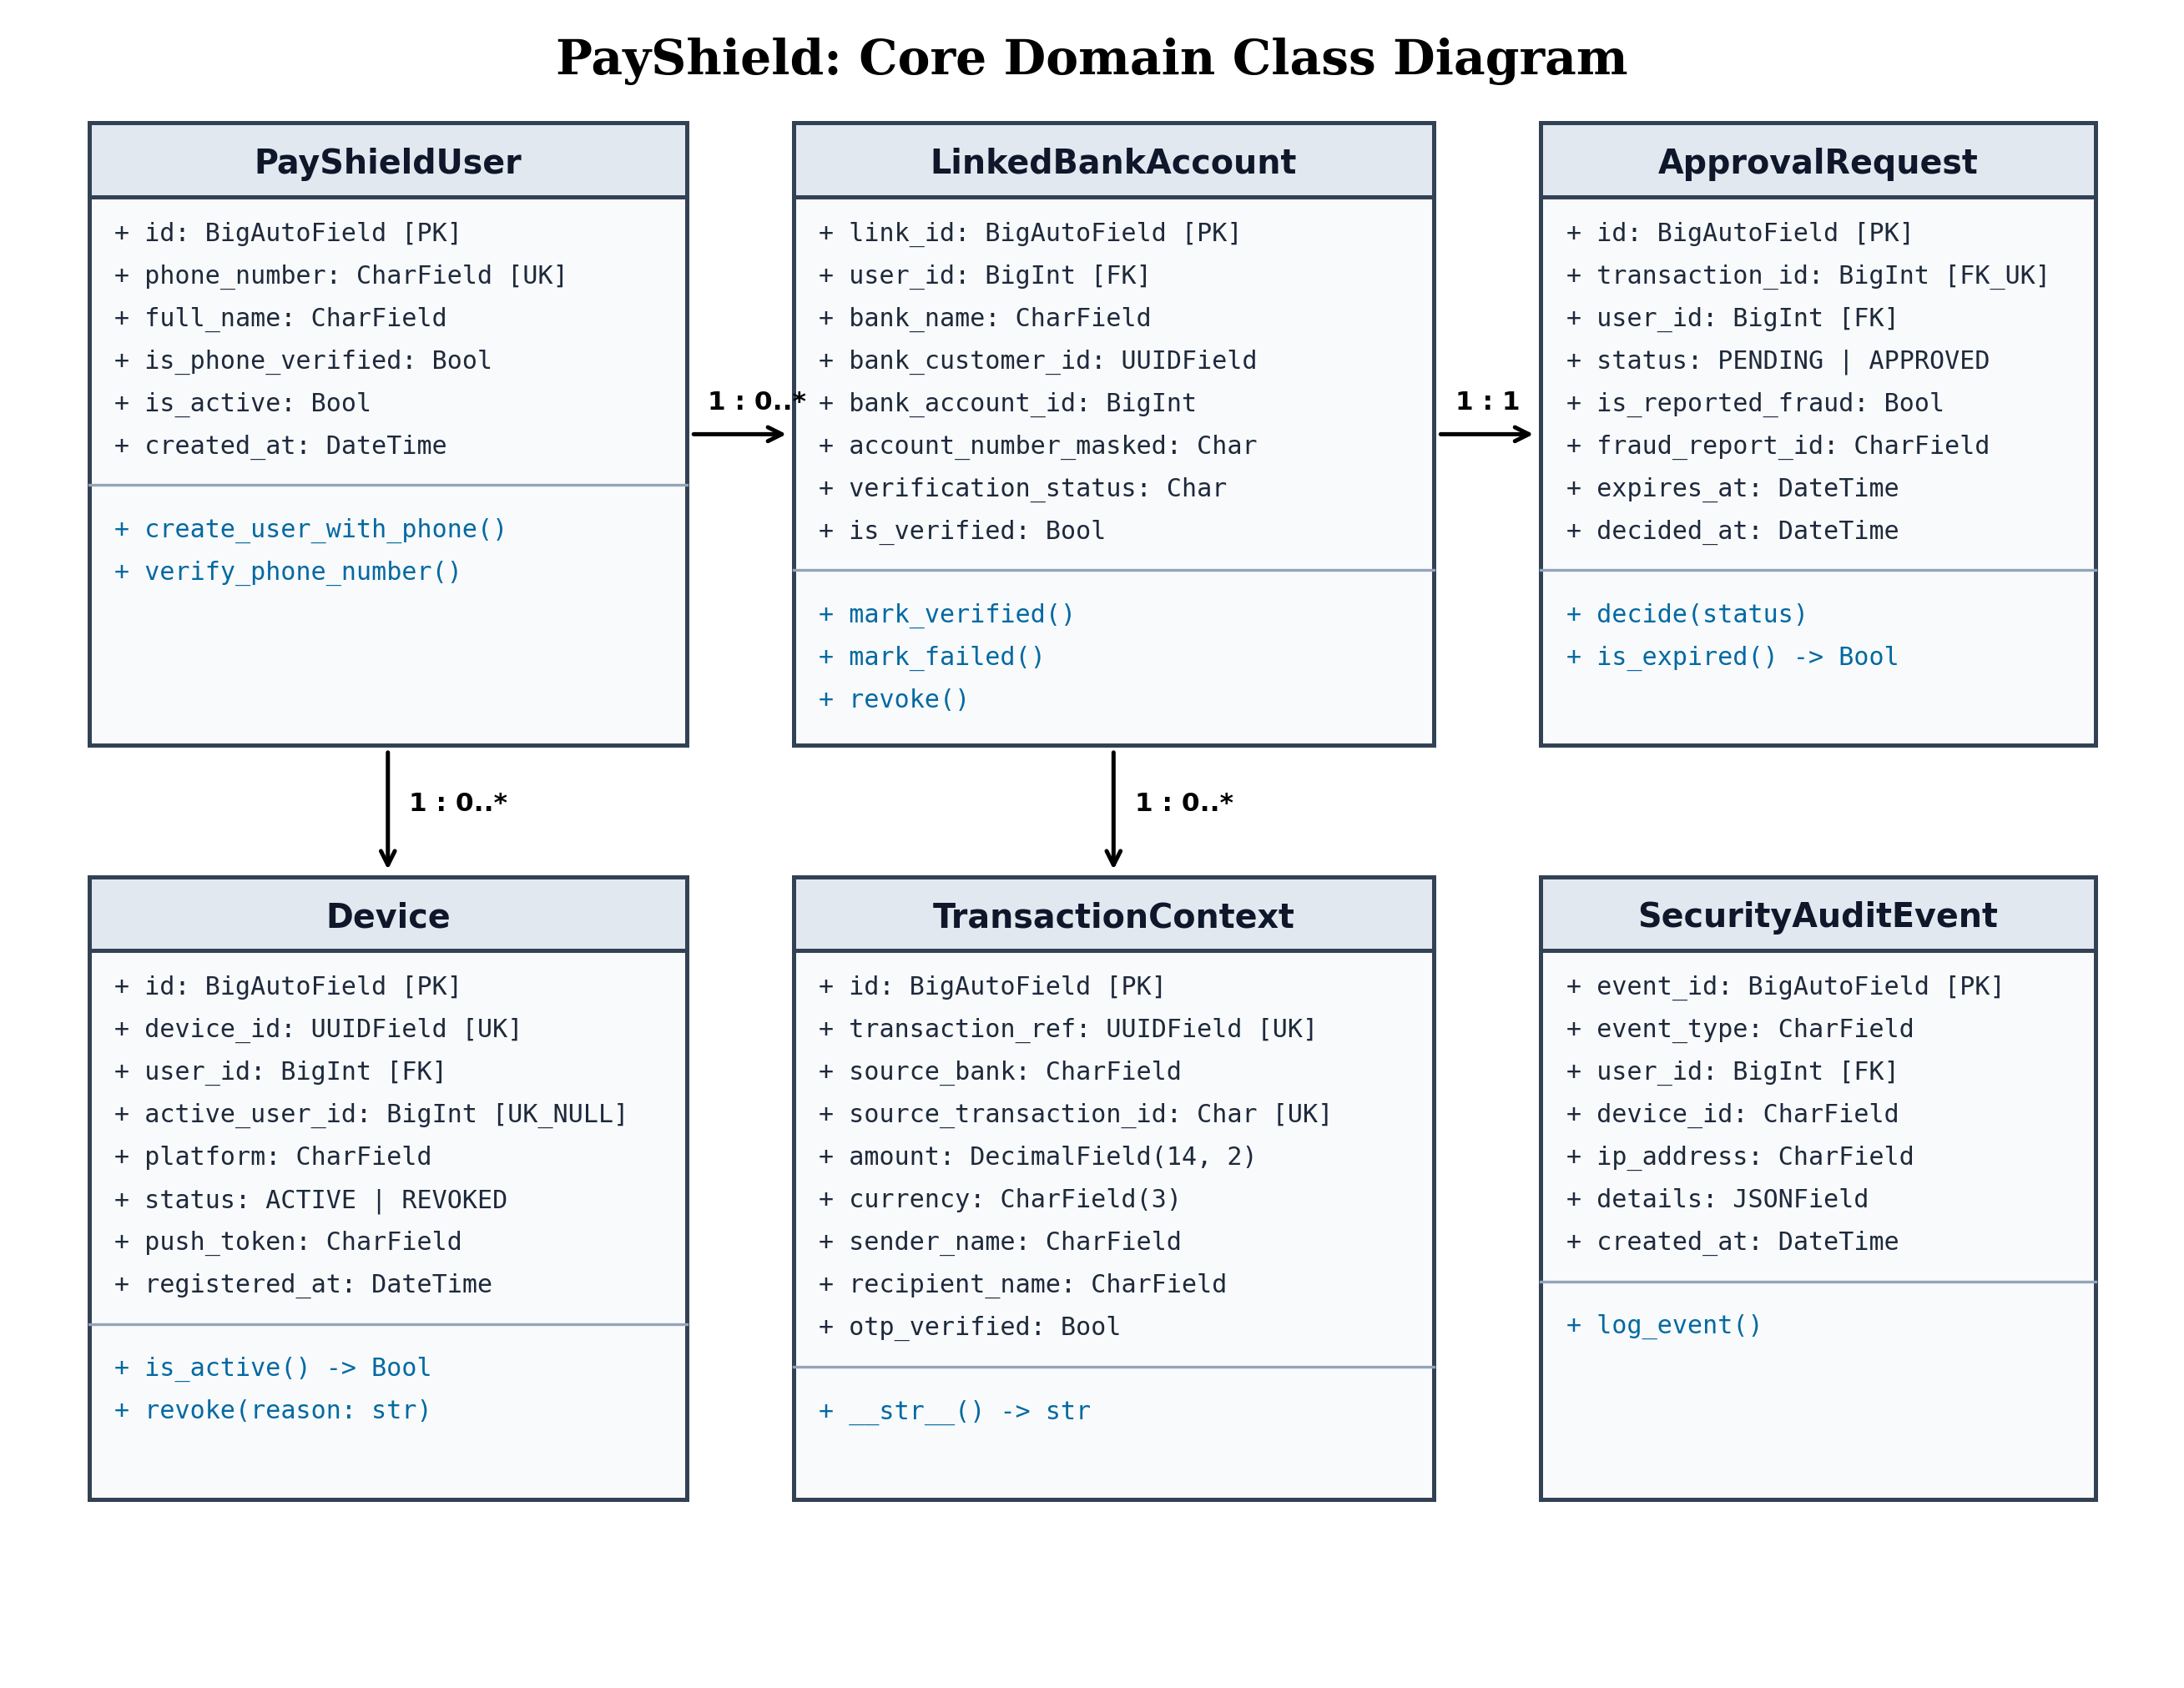 PayShield: Core Domain Class Diagram
PayShieldUser
+ id: BigAutoField [PK]
+ phone_number: CharField [UK]
+ full_name: CharField
+ is_phone_verified: Bool
+ is_active: Bool
+ created_at: DateTime
+ create_user_with_phone()
+ verify_phone_number()
1 : 0..*
LinkedBankAccount
+ link_id: BigAutoField [PK]
+ user_id: BigInt [FK]
+ bank_name: CharField
+ bank_customer_id: UUIDField
+ bank_account_id: BigInt
+ account_number_masked: Char
+ verification_status: Char
+ is_verified: Bool
+ mark_verified()
+ mark_failed()
+ revoke()
1 : 1
ApprovalRequest
+ id: BigAutoField [PK]
+ transaction_id: BigInt [FK_UK]
+ user_id: BigInt [FK]
+ status: PENDING | APPROVED
+ is_reported_fraud: Bool
+ fraud_report_id: CharField
+ expires_at: DateTime
+ decided_at: DateTime
+ decide(status)
+ is_expired() -> Bool
1 : 0..*
1 : 0..*
Device
+ id: BigAutoField [PK]
+ device_id: UUIDField [UK]
+ user_id: BigInt [FK]
+ active_user_id: BigInt [UK_NULL]
+ platform: CharField
+ status: ACTIVE | REVOKED
+ push_token: CharField
+ registered_at: DateTime
+ is_active() -> Bool
+ revoke(reason: str)
TransactionContext
+ id: BigAutoField [PK]
+ transaction_ref: UUIDField [UK]
+ source_bank: CharField
+ source_transaction_id: Char [UK]
+ amount: DecimalField(14, 2)
+ currency: CharField(3)
+ sender_name: CharField
+ recipient_name: CharField
+ otp_verified: Bool
+ __str__() -> str
SecurityAuditEvent
+ event_id: BigAutoField [PK]
+ event_type: CharField
+ user_id: BigInt [FK]
+ device_id: CharField
+ ip_address: CharField
+ details: JSONField
+ created_at: DateTime
+ log_event()